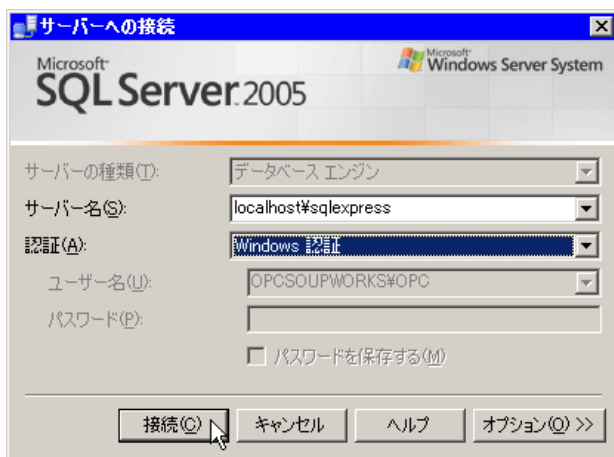 サーバーへの接続
Microsoft
SQL Server 2005
Microsoft
Windows Server System
サーバーの種類(T):
データベース エンジン
サーバー名(S):
localhost¥sqlexpress
認証(A):
Windows 認証
ユーザー名(U):
OPCSOUPWORKS¥OPC
パスワード(P):
パスワードを保存する(M)
接続(C)
キャンセル
ヘルプ
オプション(O) >>